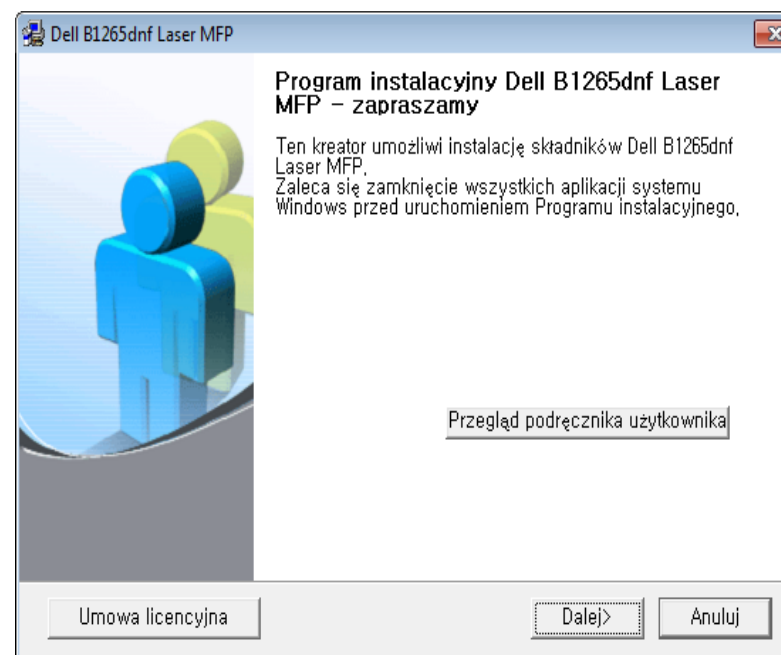 Dell B1265dnf Laser MFP
Program instalacyjny Dell B1265dnf Laser
MFP – zapraszamy
Ten kreator umożliwi instalację składników Dell B1265dnf
Laser MFP.
Zaleca się zamknięcie wszystkich aplikacji systemu
Windows przed uruchomieniem Programu instalacyjnego.
Przegląd podręcznika użytkownika
Umowa licencyjna
Dalej>
Anuluj